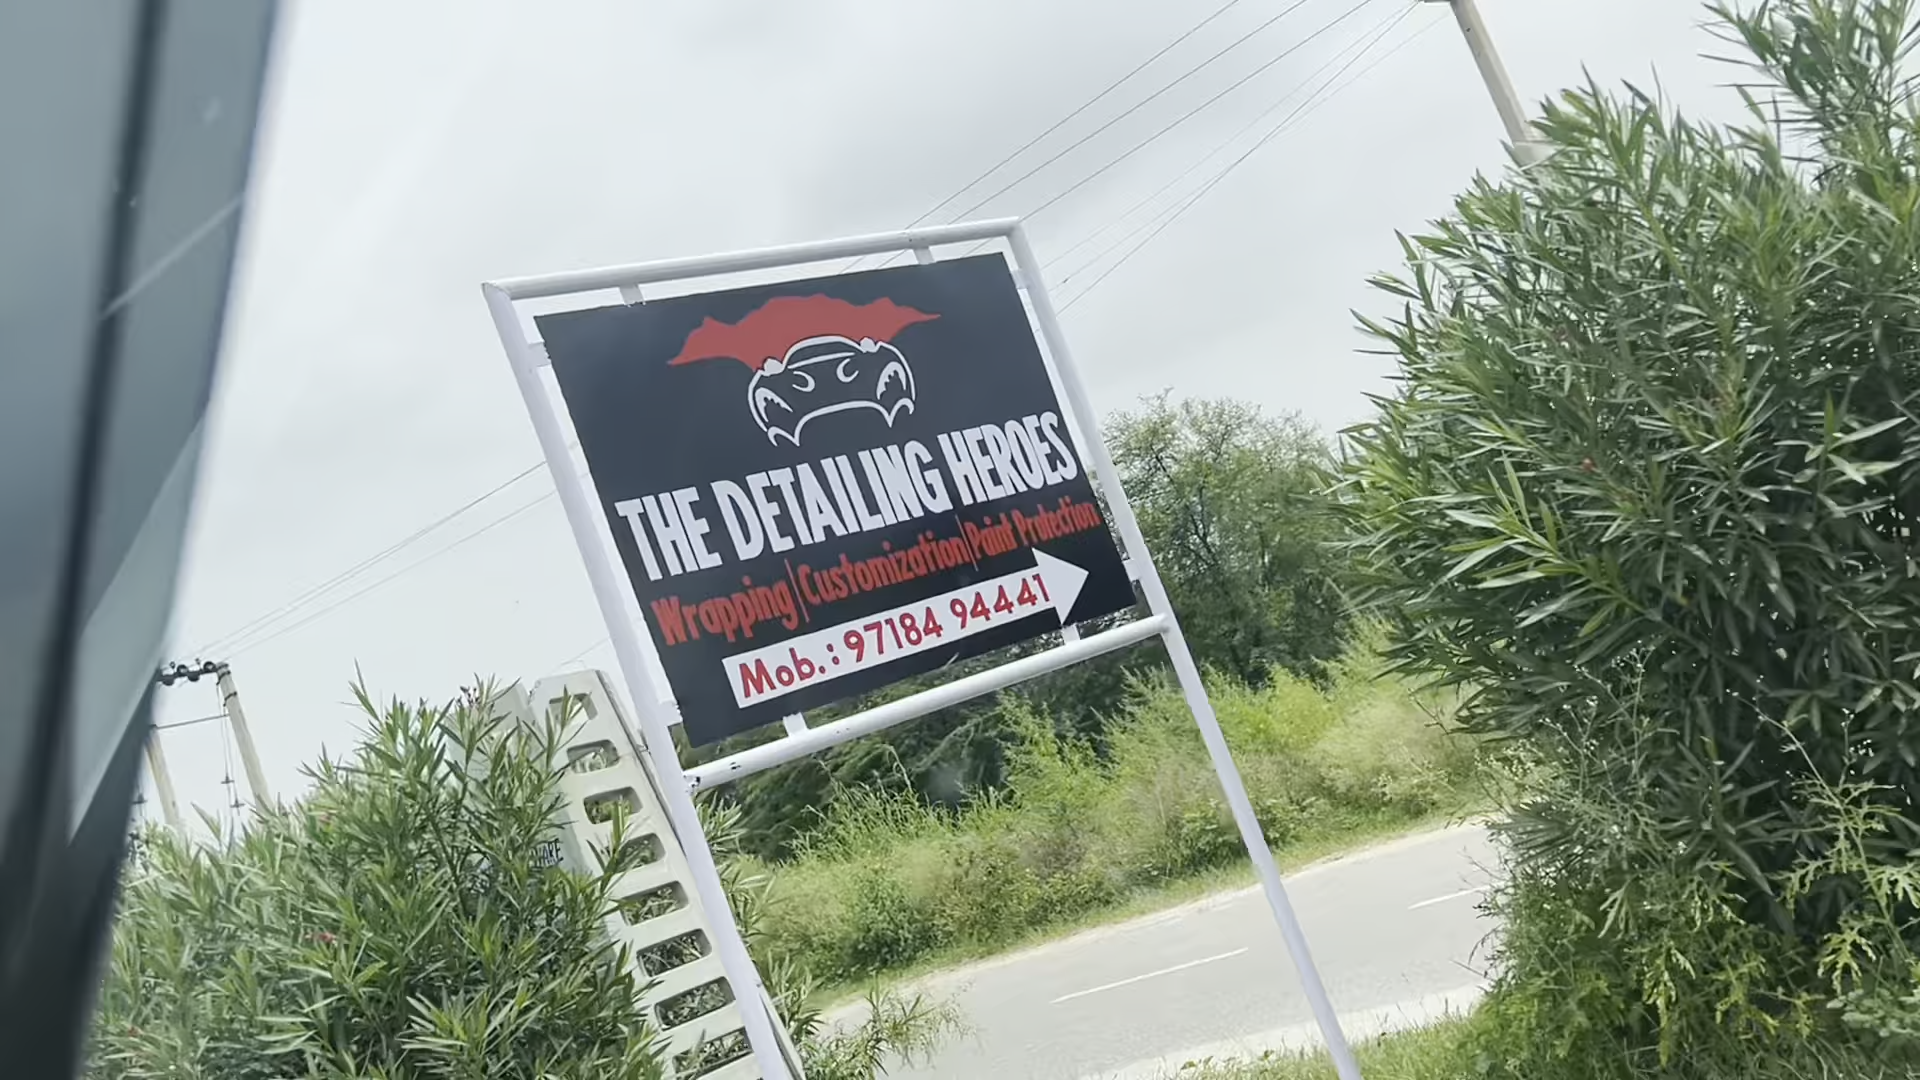 THE DETAILING HEROES
Wrapping|Customization|Paint Protection
Mob.: 97184 94441